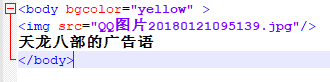 <body bgcolor="yellow" >
<img src="QQ图片20180121095139.jpg"/>
天龙八部的广告语
</body>